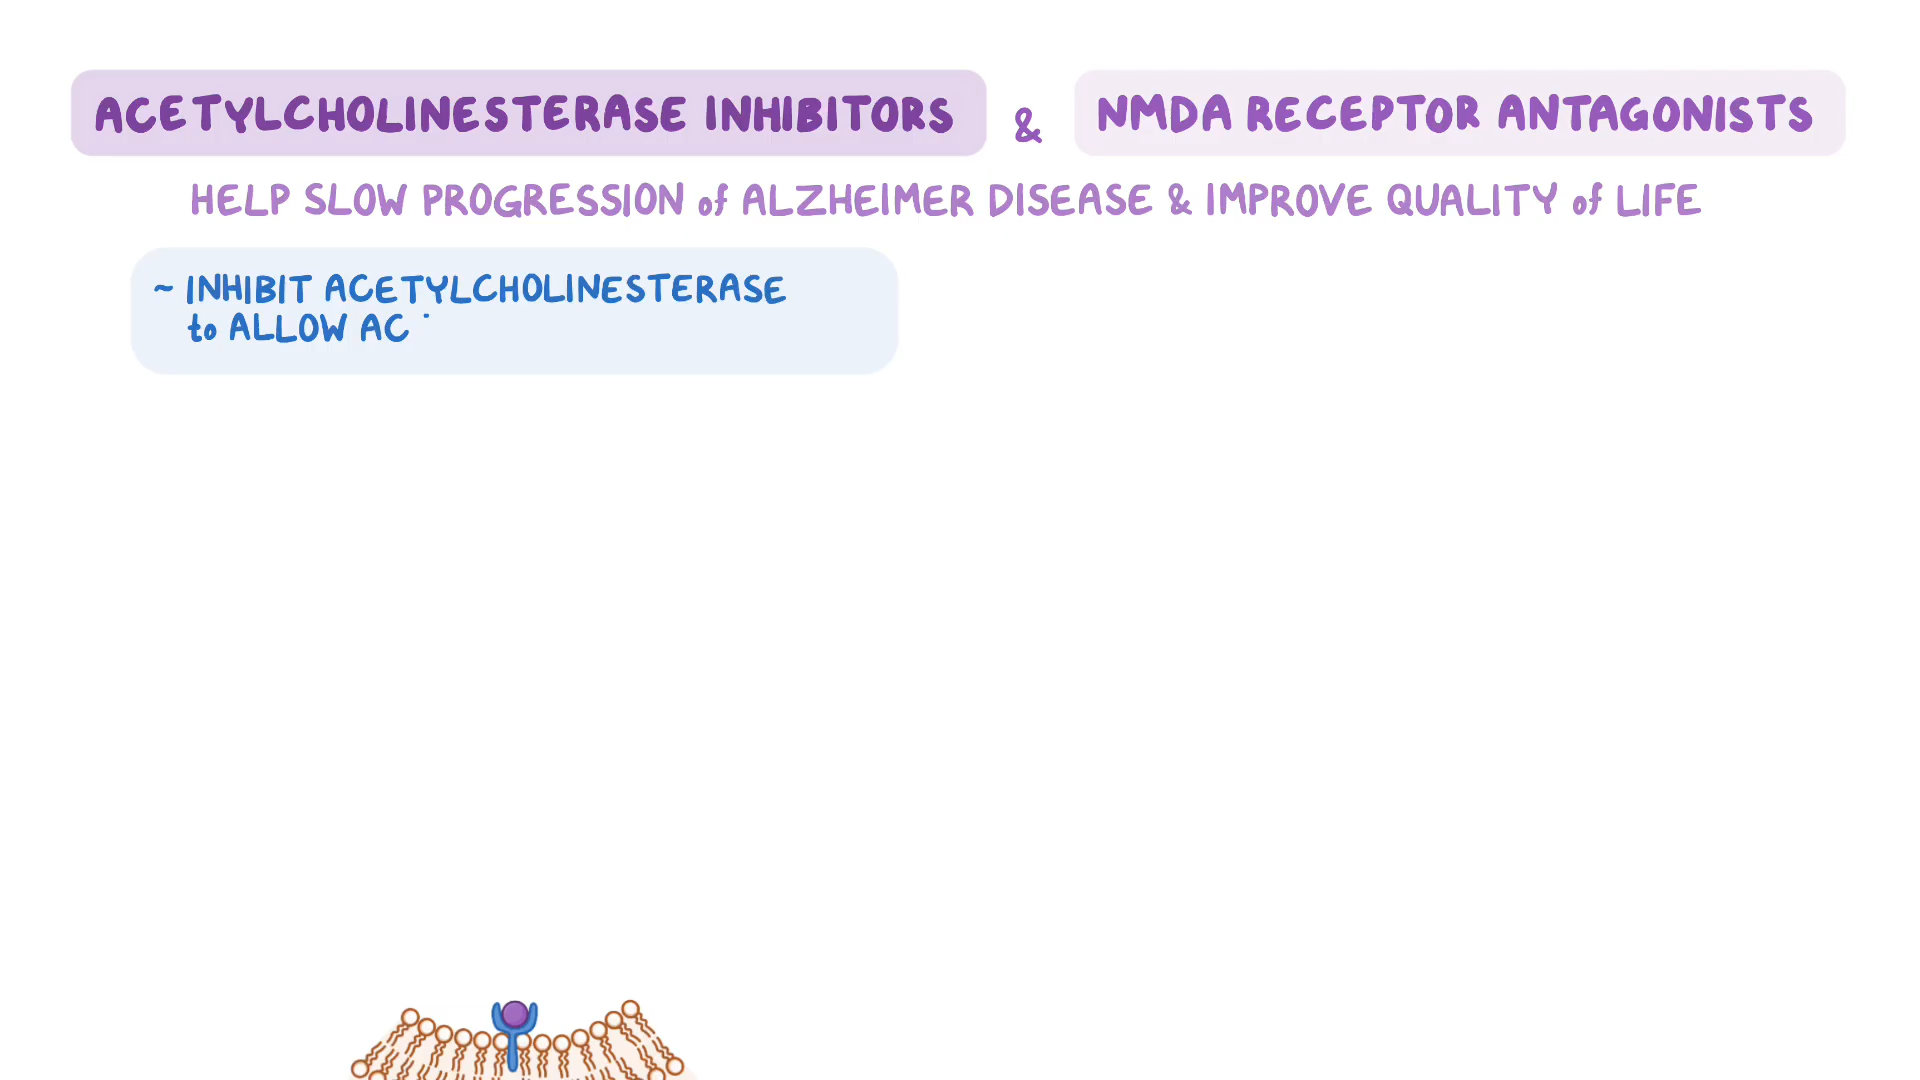 ACETYLCHOLINESTERASE INHIBITORS & NMDA RECEPTOR ANTAGONISTS
HELP SLOW PROGRESSION of ALZHEIMER DISEASE & IMPROVE QUALITY of LIFE
~ INHIBIT ACETYLCHOLINESTERASE
to ALLOW AC